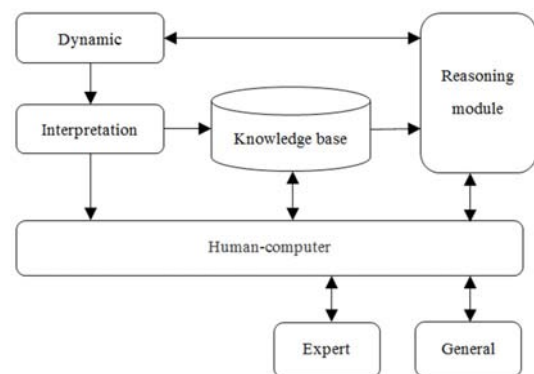 Dynamic
Reasoning
module
Interpretation
Knowledge base
Human-computer
Expert
General